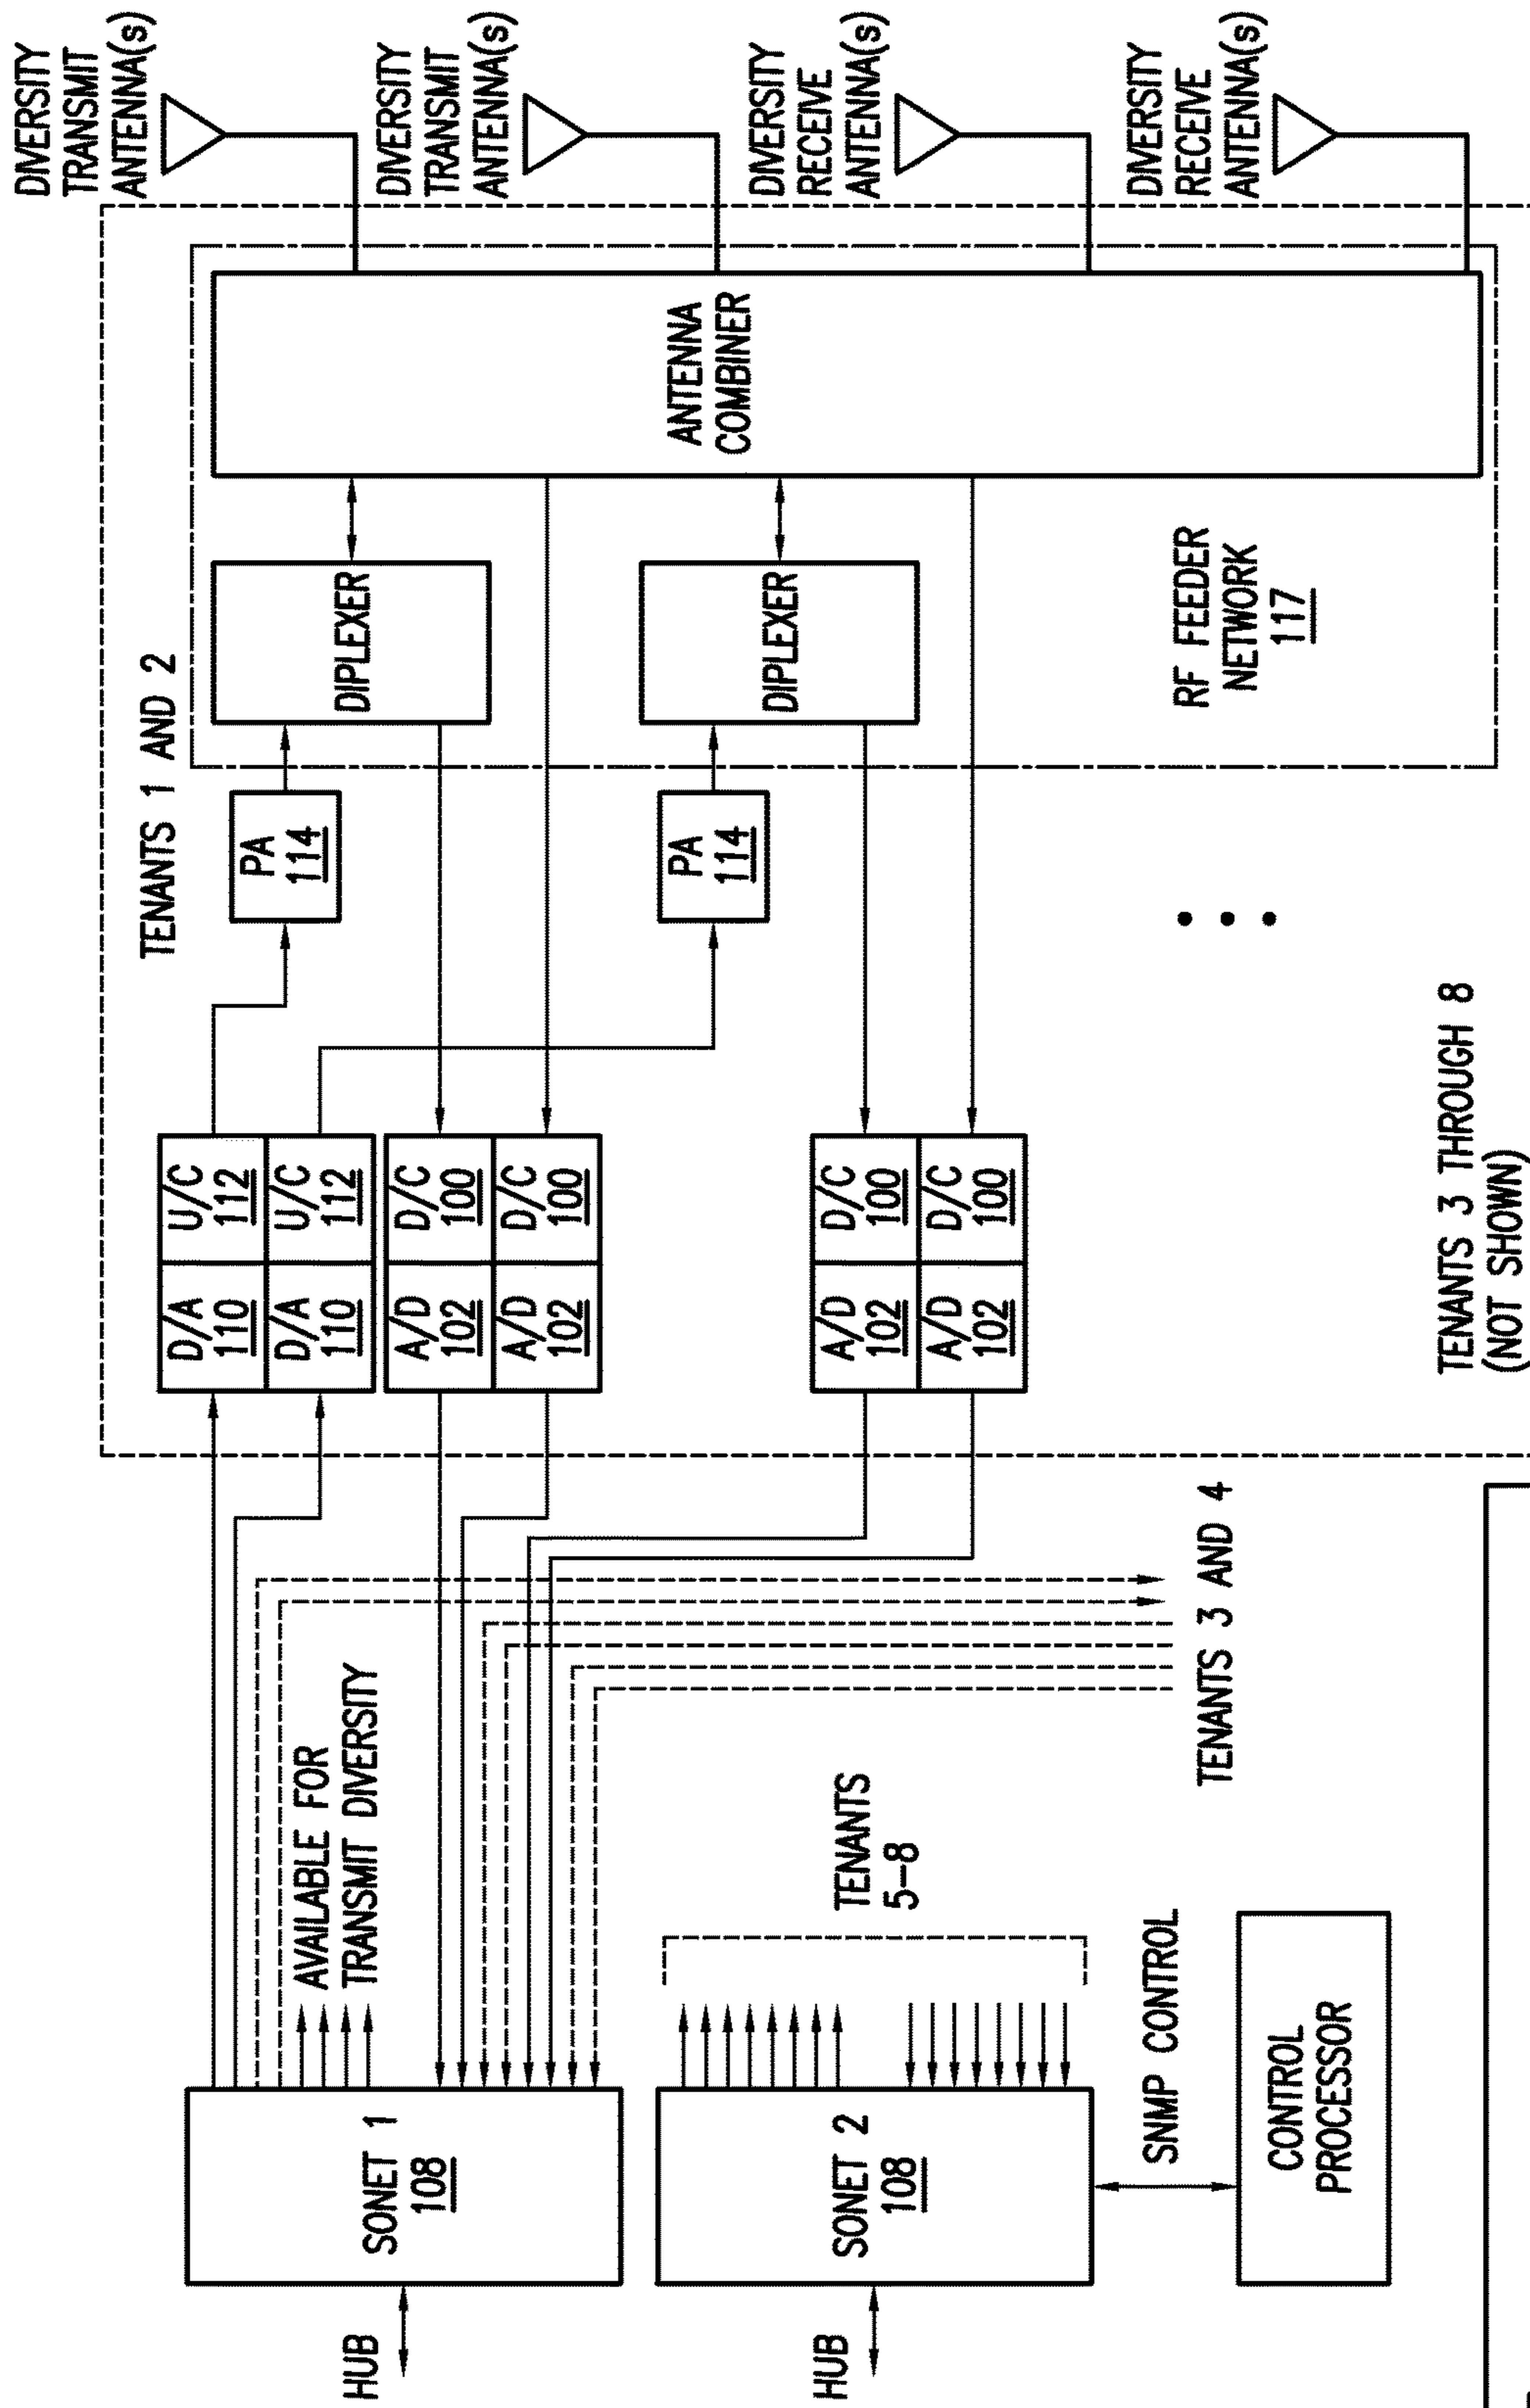 DIVERSITY
TRANSMIT
ANTENNA(s)
DIVERSITY
TRANSMIT
ANTENNA(s)
DIVERSITY
RECEIVE
ANTENNA(s)
DIVERSITY
RECEIVE
ANTENNA(s)
TENANTS 1 AND 2
ANTENNA
COMBINER
DIPLEXER
DIPLEXER
RF FEEDER
NETWORK
117
PA
114
PA
114
D/A
110
U/C
112
D/A
110
U/C
112
A/D
102
D/C
100
A/D
102
D/C
100
A/D
102
D/C
100
A/D
102
D/C
100
TENANTS 3 THROUGH 8
(NOT SHOWN)
AVAILABLE FOR
TRANSMIT DIVERSITY
TENANTS 3 AND 4
TENANTS
5-8
HUB
SONET 1
108
HUB
SONET 2
108
SNMP CONTROL
CONTROL
PROCESSOR